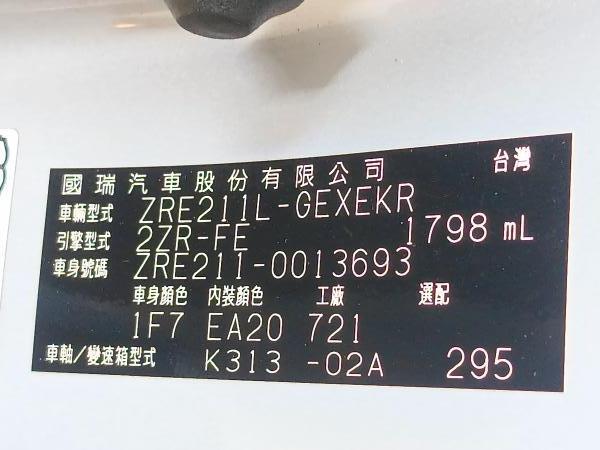 國瑞汽車股份有限公司 台灣
車輛型式 ZRE211L-GEXEKR
引擎型式 2ZR-FE 1798 mL
車身號碼 ZRE211-0013693
車身顏色 內裝顏色 工廠 選配
1F7 EA20 721
車軸/變速箱型式 K313 -02A 295